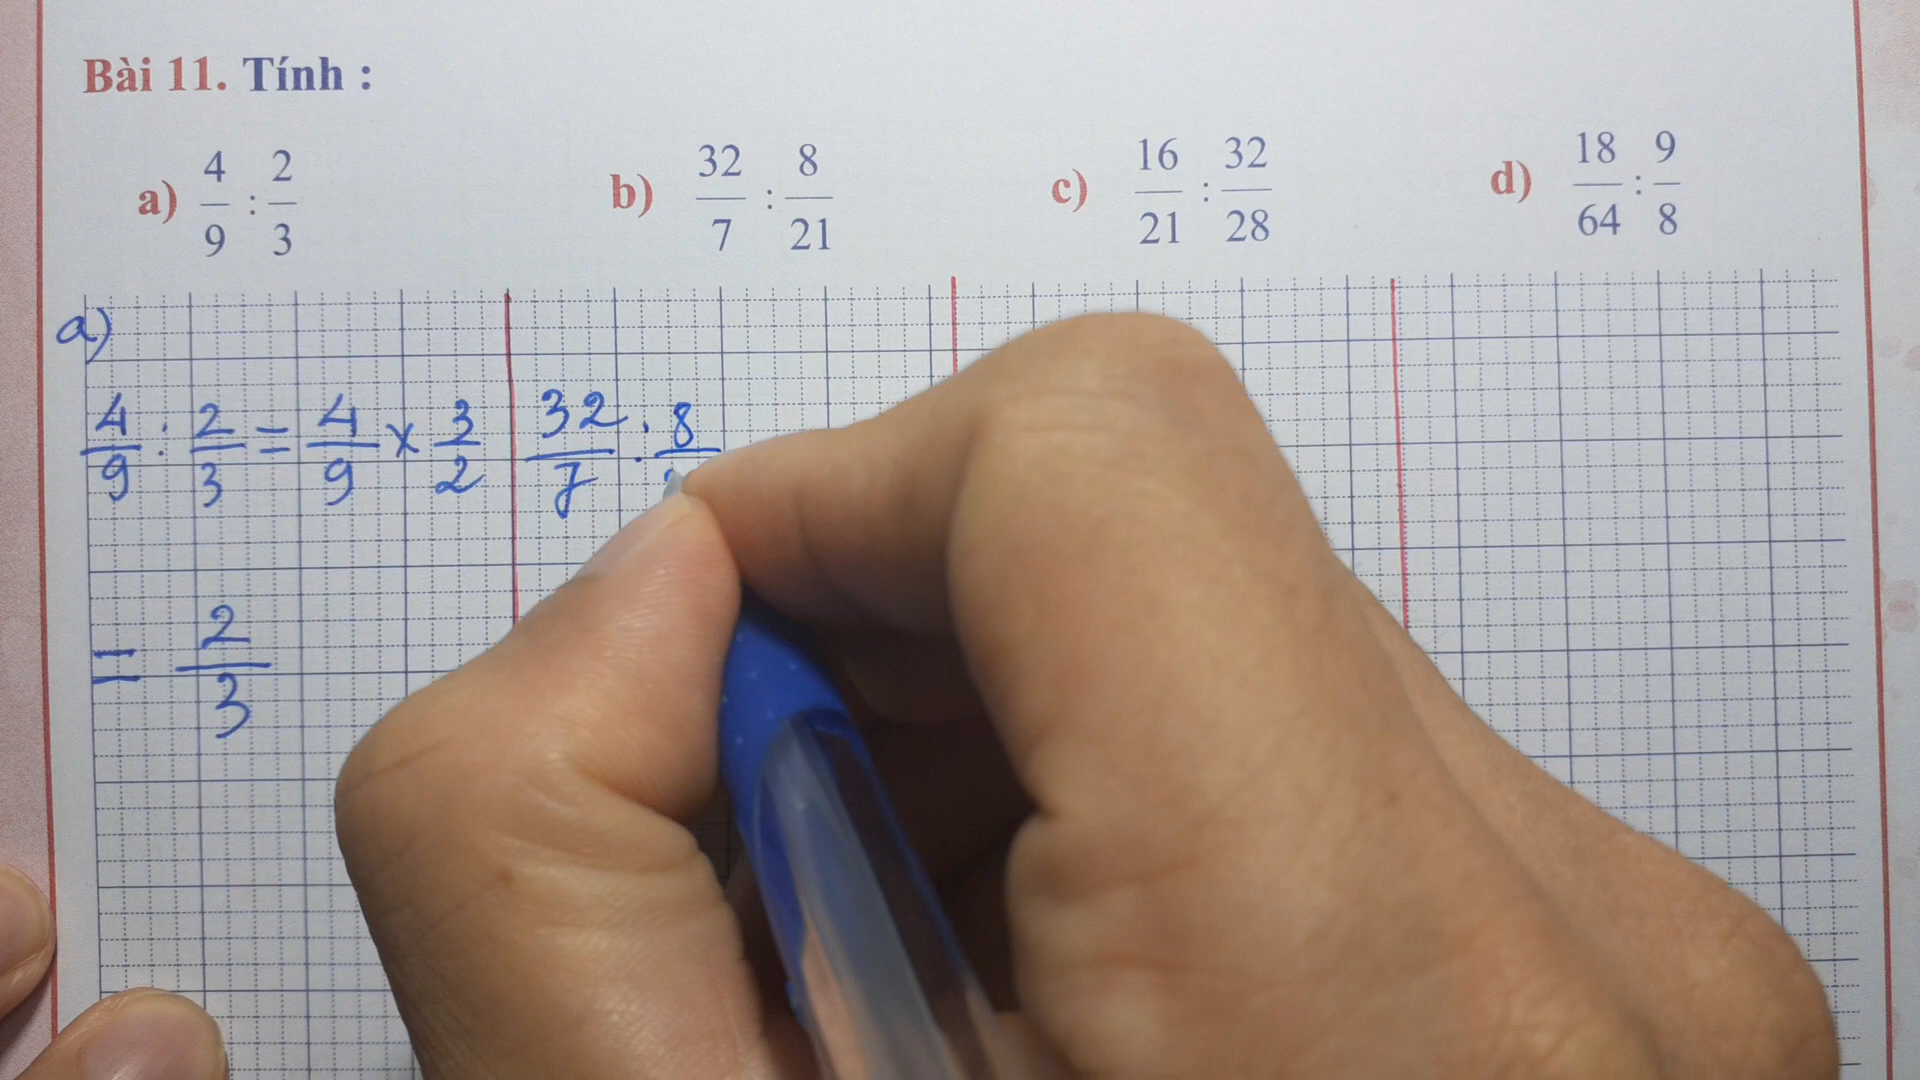 Bài 11. Tính :
a) 4/9 : 2/3 b) 32/7 : 8/21 c) 16/21 : 32/28 d) 18/64 : 9/8
a)
4/9 : 2/3 = 4/9 x 3/2 32/7 : 8/
= 2/3